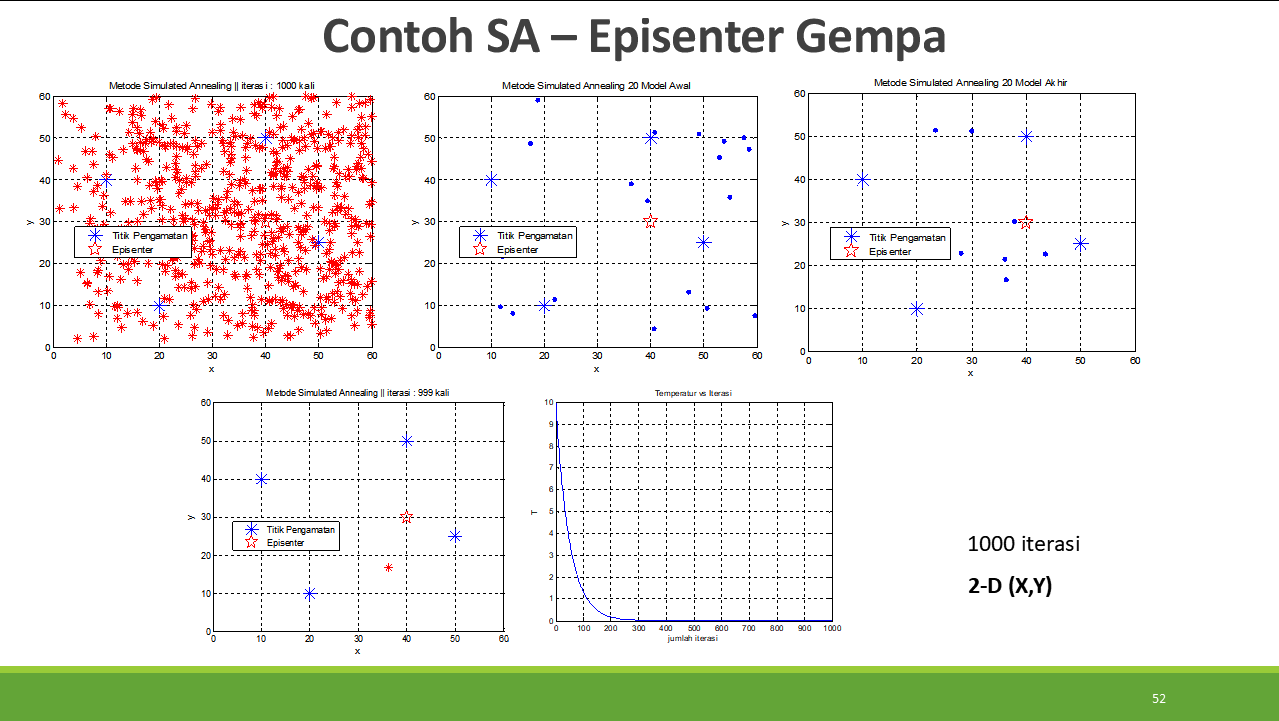 Contoh SA – Episenter Gempa
Metode Simulated Annealing || iterasi : 1000 kali
60
50
40
30
20
10
0
y
0 10 20 30 40 50 60
x
Titik Pengamatan
Episenter
Metode Simulated Annealing 20 Model Awal
60
50
40
30
20
10
0
y
0 10 20 30 40 50 60
x
Titik Pengamatan
Episenter
Metode Simulated Annealing 20 Model Akhir
60
50
40
30
20
10
0
y
0 10 20 30 40 50 60
x
Titik Pengamatan
Episenter
Metode Simulated Annealing || iterasi : 999 kali
60
50
40
30
20
10
0
y
0 10 20 30 40 50 60
x
Titik Pengamatan
Episenter
Temperatur vs Iterasi
10
9
8
7
6
5
4
3
2
1
0
T
0 100 200 300 400 500 600 700 800 900 1000
jumlah iterasi
1000 iterasi
2-D (X,Y)
52